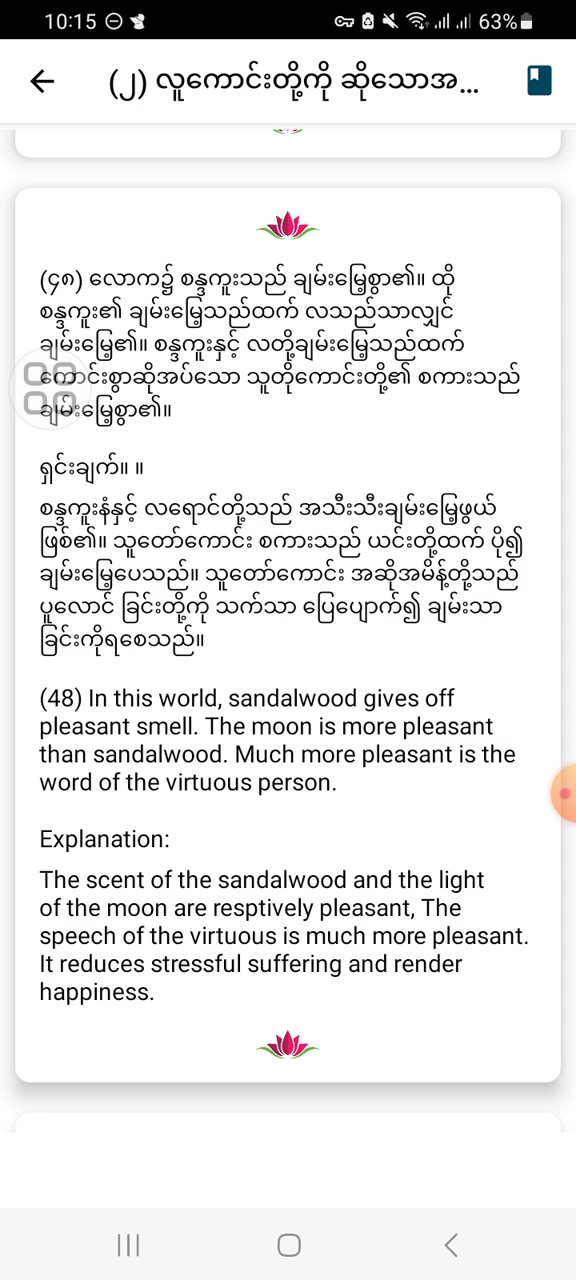 10:15
63%
(၂) လူကောင်းတို့ကို ဆိုသောအ...
(၄၈) လောက၌ စန္ဒကူးသည် ချမ်းမြေ့စွာ၏။ ထို
စန္ဒကူး၏ ချမ်းမြေ့သည်ထက် လသည်သာလျှင်
ချမ်းမြေ့၏။ စန္ဒကူးနှင့် လတို့ချမ်းမြေ့သည်ထက်
ကောင်းစွာဆိုအပ်သော သူတိုကောင်းတို့၏ စကားသည်
ချမ်းမြေ့စွာ၏။
ရှင်းချက်။ ။
စန္ဒကူးနံနှင့် လရောင်တို့သည် အသီးသီးချမ်းမြေ့ဖွယ်
ဖြစ်၏။ သူတော်ကောင်း စကားသည် ယင်းတို့ထက် ပို၍
ချမ်းမြေ့ပေသည်။ သူတော်ကောင်း အဆိုအမိန့်တို့သည်
ပူလောင် ခြင်းတို့ကို သက်သာ ပြေပျောက်၍ ချမ်းသာ
ခြင်းကိုရစေသည်။
(48) In this world, sandalwood gives off
pleasant smell. The moon is more pleasant
than sandalwood. Much more pleasant is the
word of the virtuous person.
Explanation:
The scent of the sandalwood and the light
of the moon are resptively pleasant, The
speech of the virtuous is much more pleasant.
It reduces stressful suffering and render
happiness.